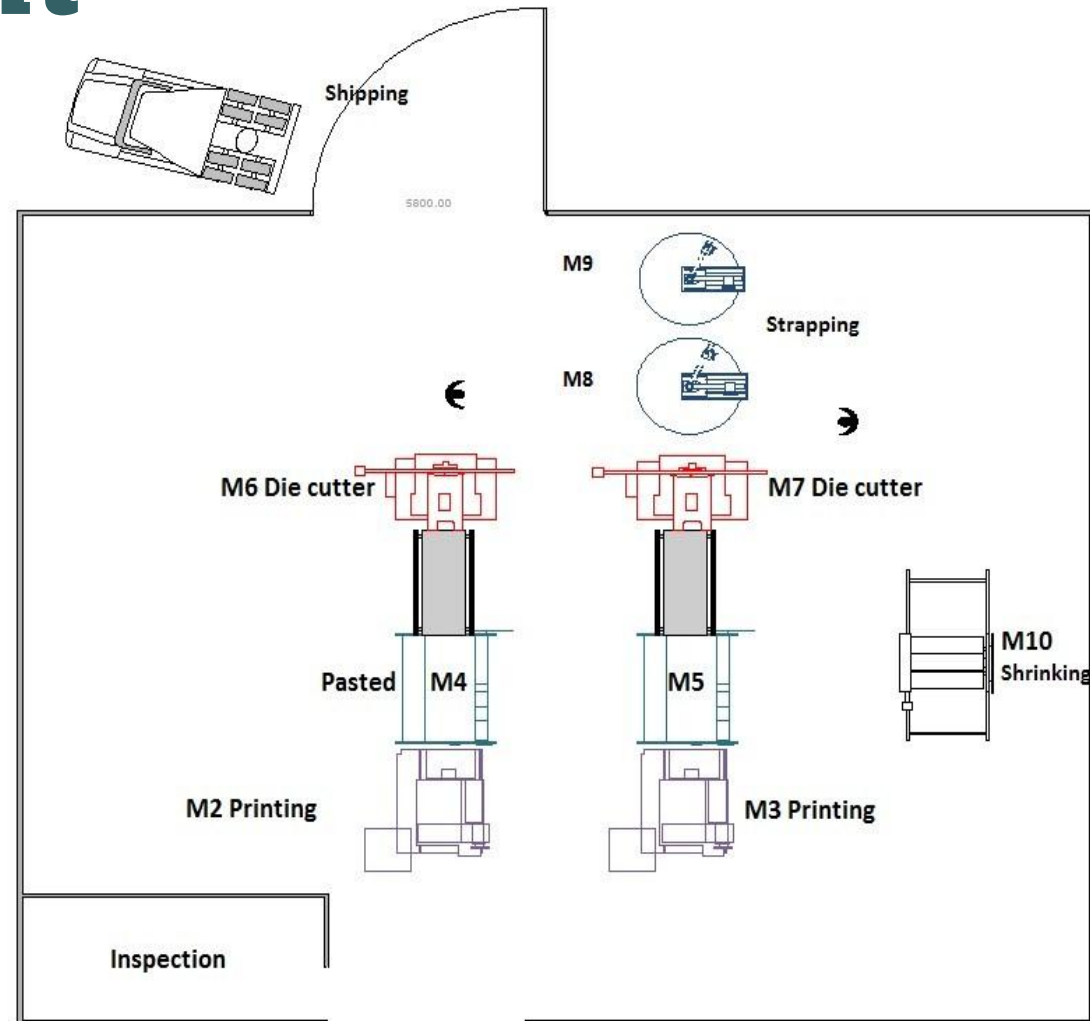 Shipping
5800.00
M9
Strapping
M8
M6 Die cutter
M7 Die cutter
Pasted
M4
M5
M10
Shrinking
M2 Printing
M3 Printing
Inspection